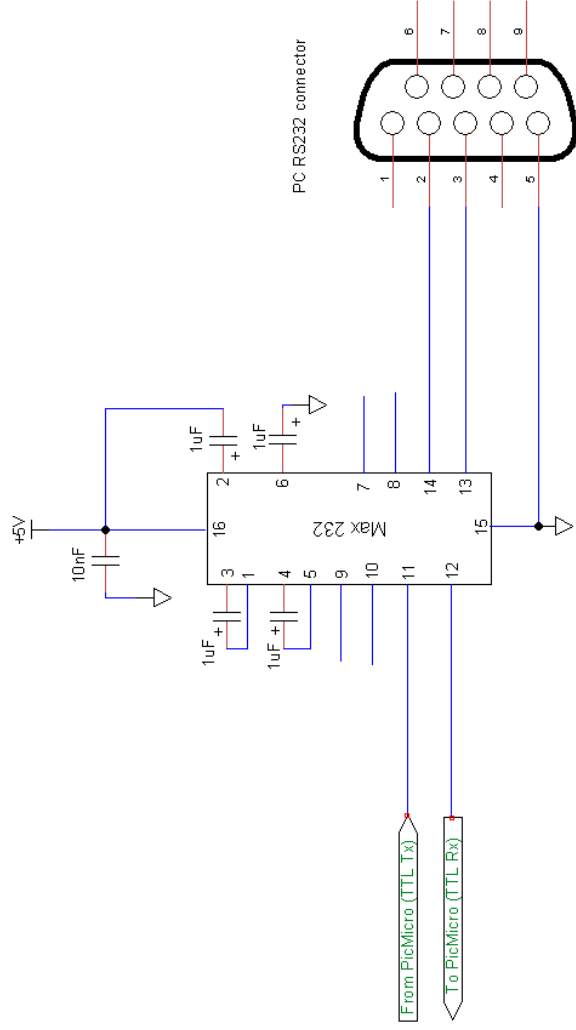 PC RS232 connector
6
7
8
9
1
2
3
4
5
+5V
10nF
1uF
+
1uF
+
2
6
7
8
14
13
16
Max 232
15
3
1
4
5
9
10
11
12
1uF
+
1uF
+
From PicMicro (TTL Tx)
To PicMicro (TTL Rx)